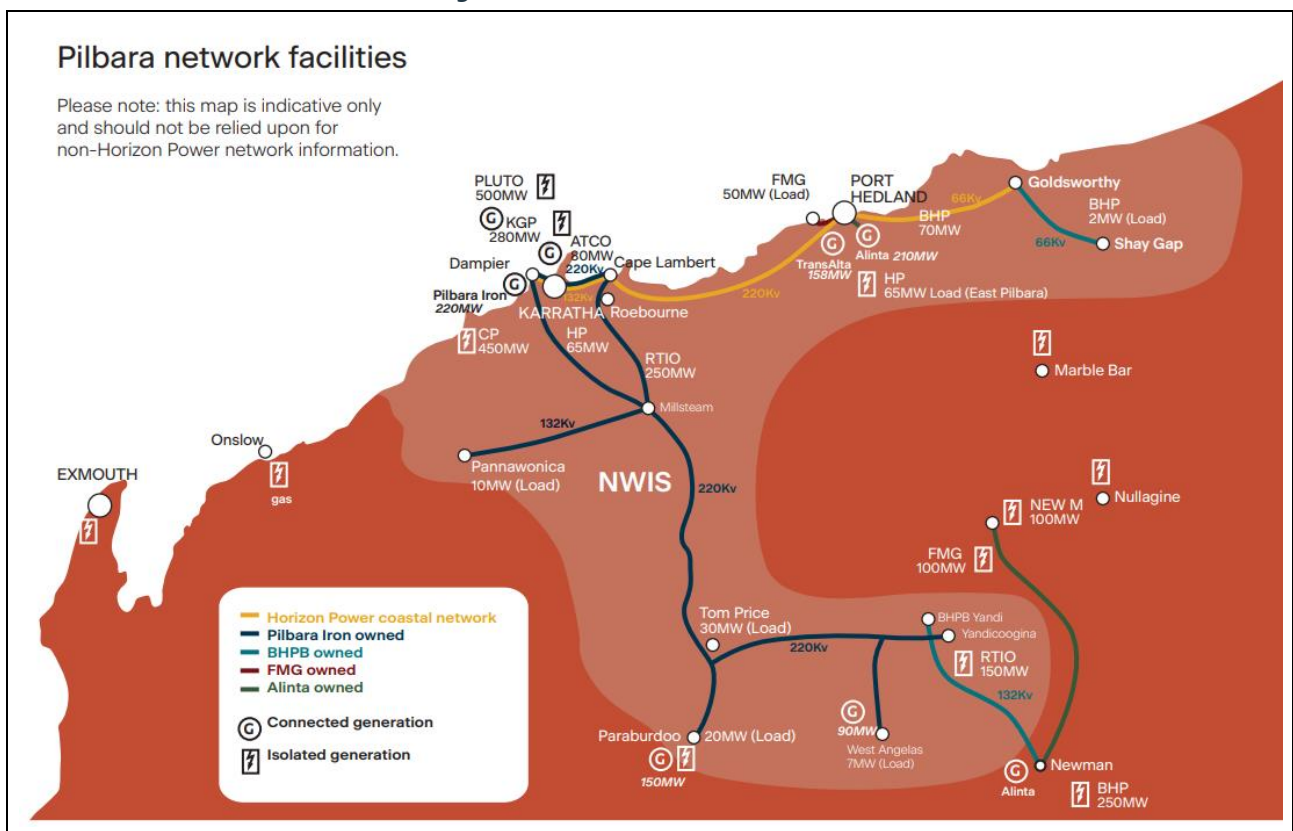 Pilbara network facilities
Please note: this map is indicative only
and should not be relied upon for
non-Horizon Power network information.
PLUTO
500MW
KGP
280MW
ATCO
80MW
220Kv
Dampier
Cape Lambert
Pilbara Iron
220MW
132Kv
KARRATHA
Roebourne
CP
450MW
HP
65MW
RTIO
250MW
FMG
50MW (Load)
PORT
HEDLAND
66Kv
Goldsworthy
BHP
70MW
BHP
2MW (Load)
66Kv
Shay Gap
TransAlta
158MW
Alinta 210MW
HP
65MW Load (East Pilbara)
220Kv
Marble Bar
Millsteam
132Kv
Onslow
gas
EXMOUTH
Pannawonica
10MW (Load)
NWIS
220Kv
Nullagine
NEW M
100MW
FMG
100MW
Tom Price
30MW (Load)
220Kv
BHPB Yandi
Yandicoogina
RTIO
150MW
132Kv
Paraburdoo
20MW (Load)
G
150MW
G
90MW
West Angelas
7MW (Load)
Newman
G
Alinta
BHP
250MW
Horizon Power coastal network
Pilbara Iron owned
BHPB owned
FMG owned
Alinta owned
G Connected generation
Isolated generation